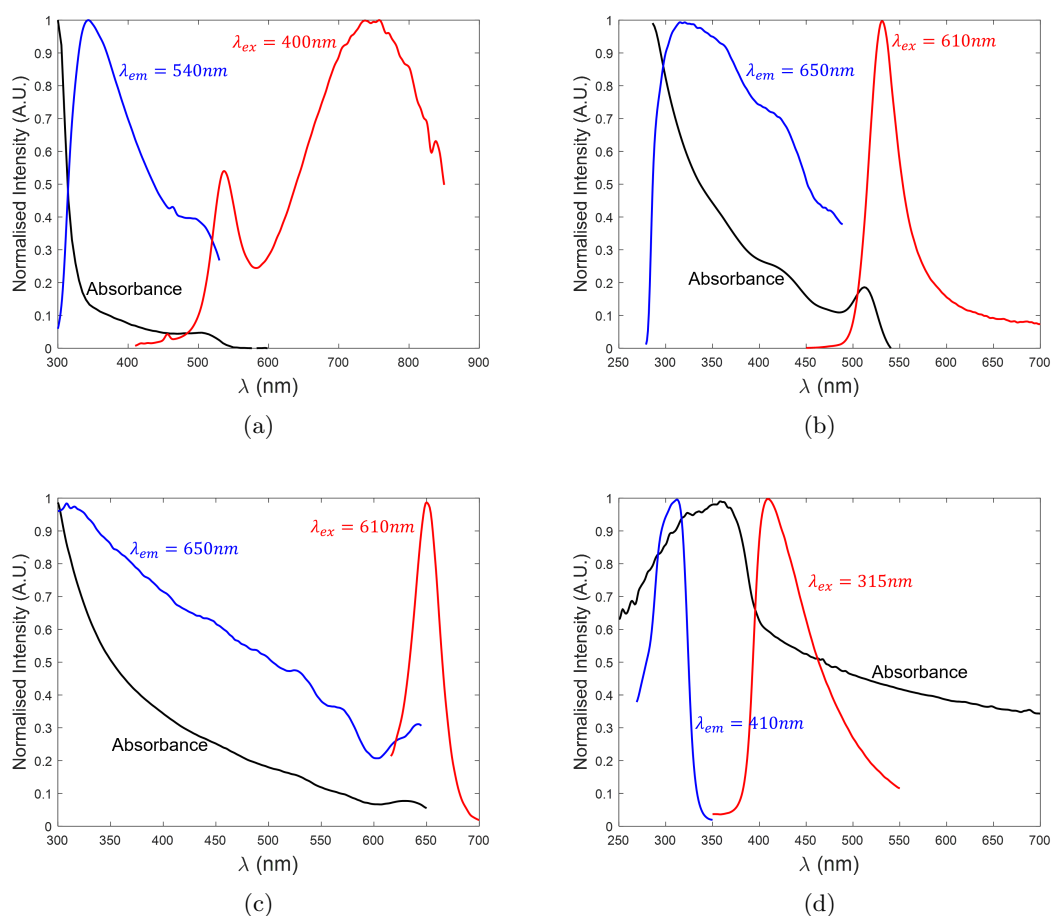 Normalised Intensity (A.U.)
1
0.9
0.8
0.7
0.6
0.5
0.4
0.3
0.2
0.1
0
λex = 400nm
λem = 540nm
Absorbance
300 400 500 600 700 800 900
λ (nm)
(a)
Normalised Intensity (A.U.)
1
0.9
0.8
0.7
0.6
0.5
0.4
0.3
0.2
0.1
0
λex = 610nm
λem = 650nm
Absorbance
250 300 350 400 450 500 550 600 650 700
λ (nm)
(b)
Normalised Intensity (A.U.)
1
0.9
0.8
0.7
0.6
0.5
0.4
0.3
0.2
0.1
0
λex = 610nm
λem = 650nm
Absorbance
300 350 400 450 500 550 600 650 700
λ (nm)
(c)
Normalised Intensity (A.U.)
1
0.9
0.8
0.7
0.6
0.5
0.4
0.3
0.2
0.1
0
λex = 315nm
Absorbance
λem = 410nm
250 300 350 400 450 500 550 600 650 700
λ (nm)
(d)